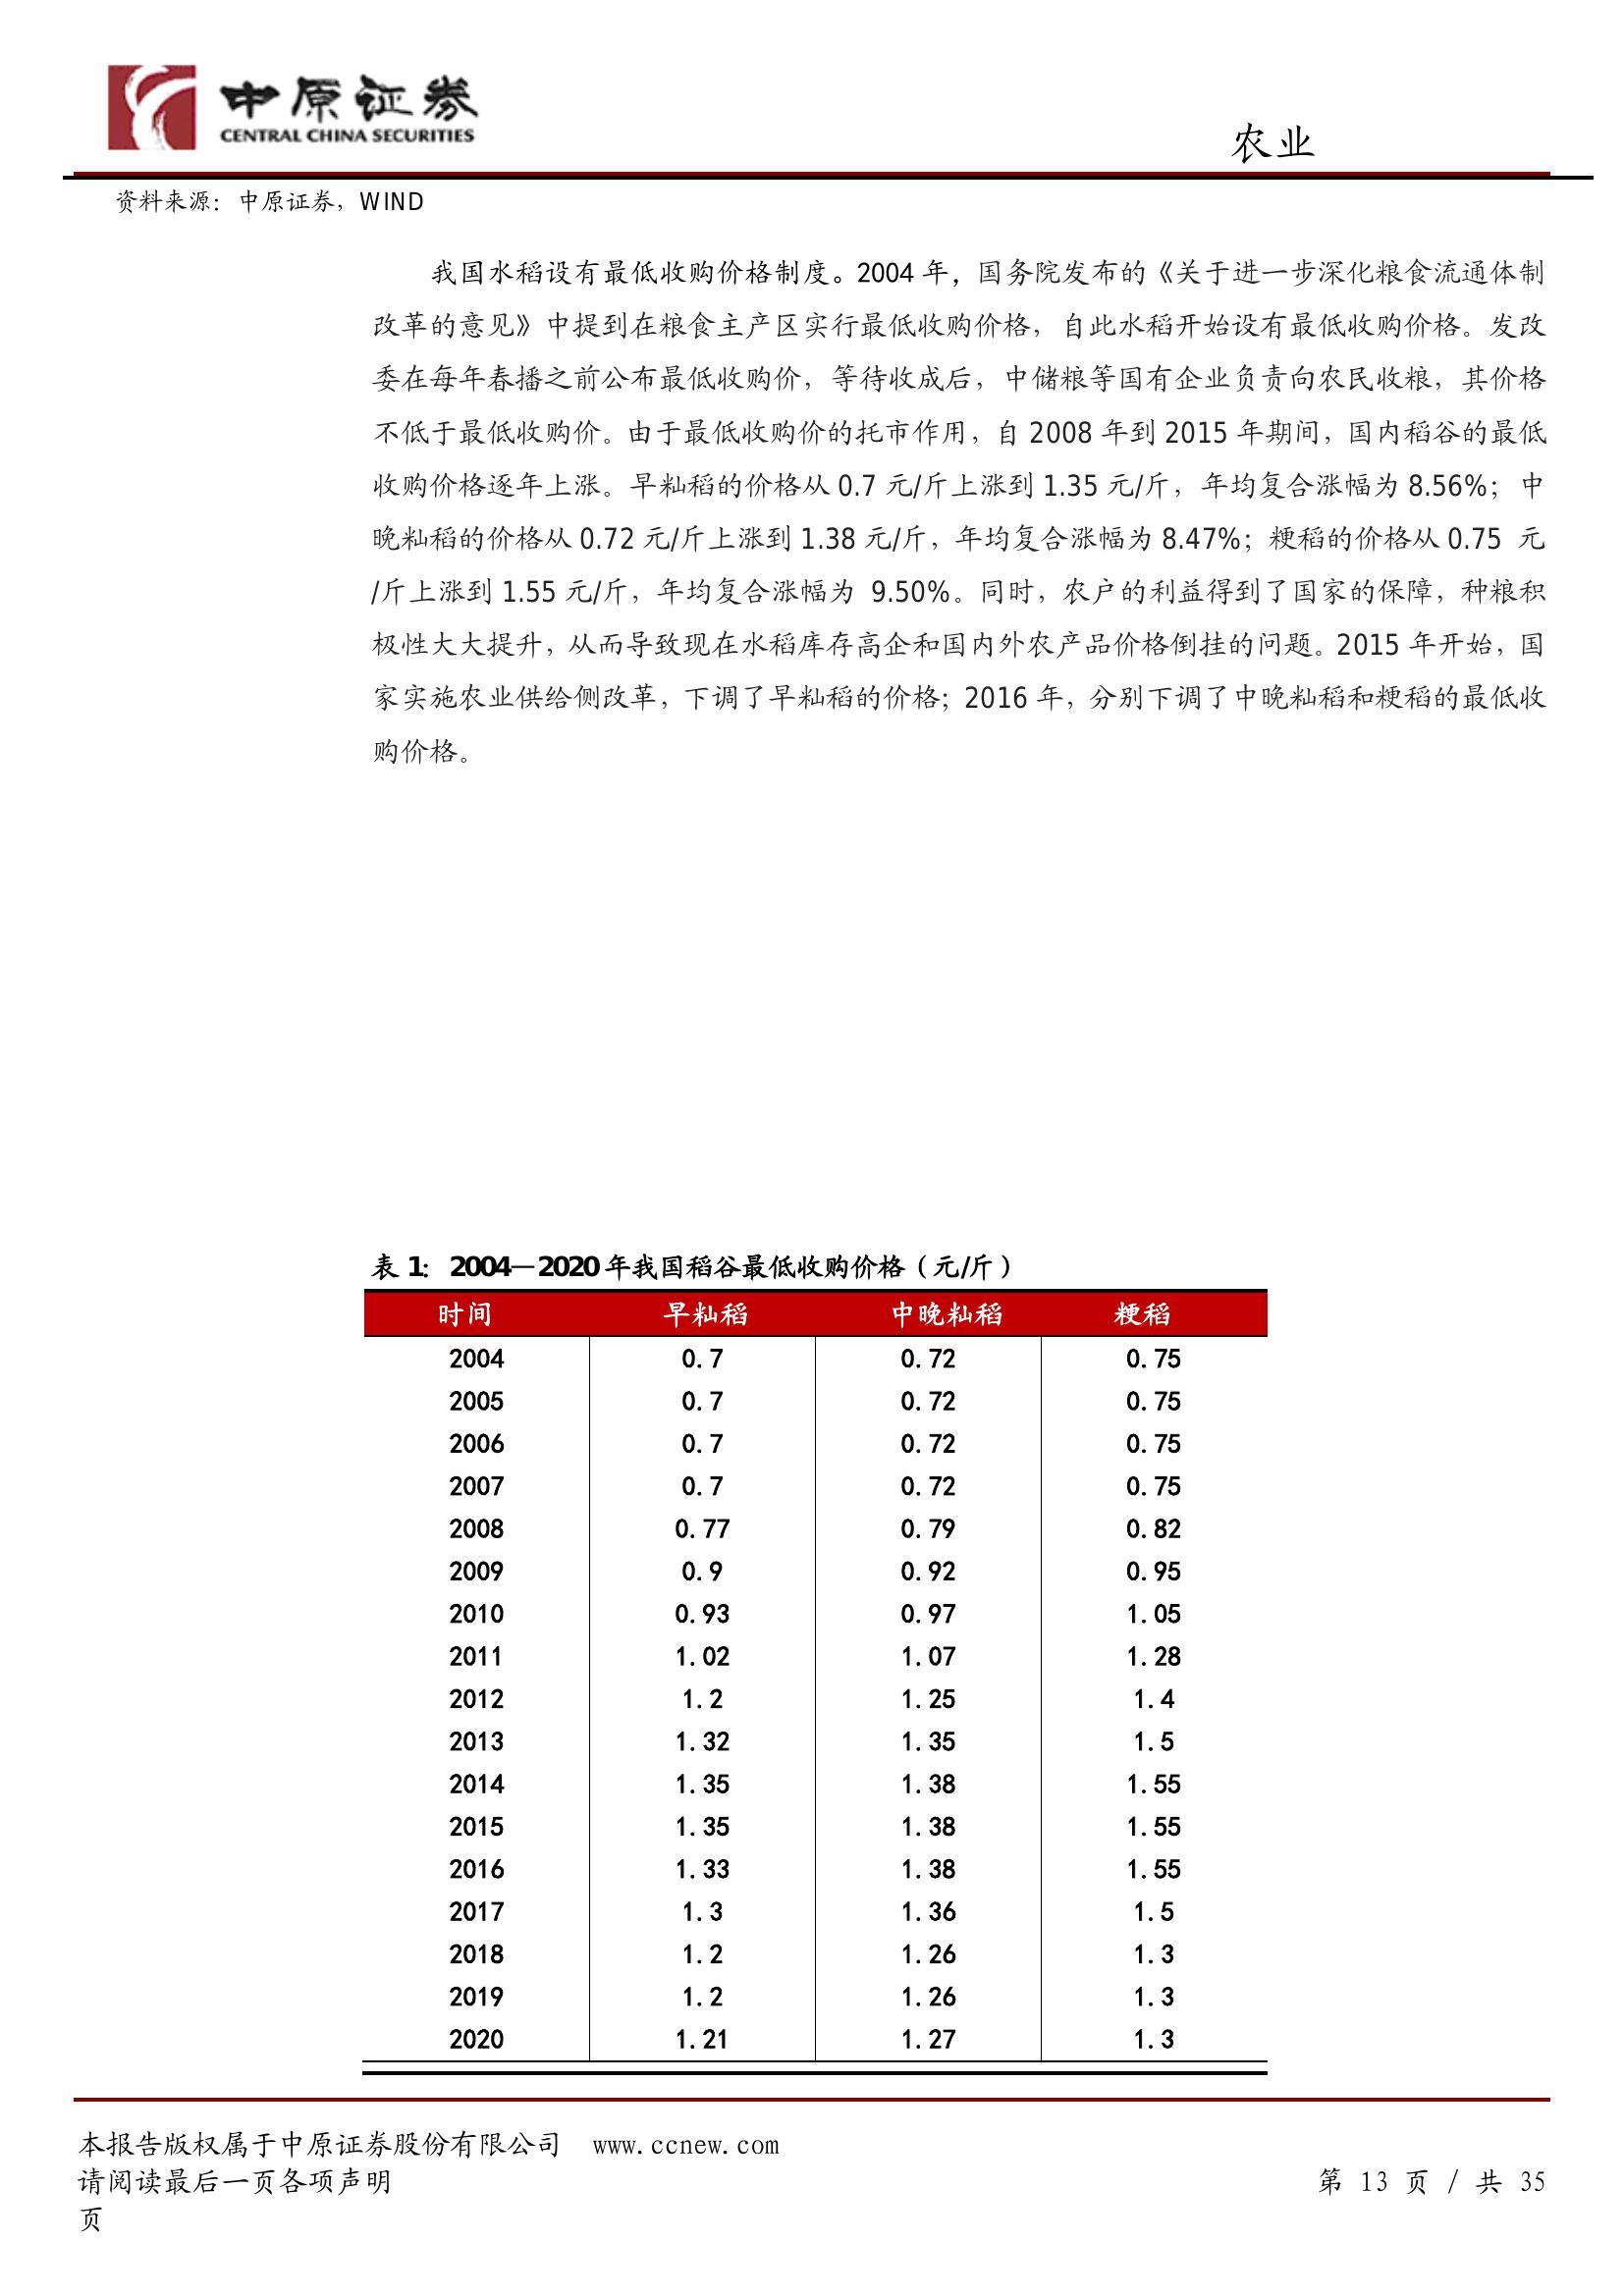 中原证券
CENTRAL CHINA SECURITIES
农业
资料来源：中原证券，WIND
我国水稻设有最低收购价格制度。2004 年，国务院发布的《关于进一步深化粮食流通体制
改革的意见》中提到在粮食主产区实行最低收购价格，自此水稻开始设有最低收购价格。发改
委在每年春播之前公布最低收购价，等待收成后，中储粮等国有企业负责向农民收粮，其价格
不低于最低收购价。由于最低收购价的托市作用，自 2008 年到 2015 年期间，国内稻谷的最低
收购价格逐年上涨。早籼稻的价格从 0.7 元/斤上涨到 1.35 元/斤，年均复合涨幅为 8.56%；中
晚籼稻的价格从 0.72 元/斤上涨到 1.38 元/斤，年均复合涨幅为 8.47%；粳稻的价格从 0.75 元
/斤上涨到 1.55 元/斤，年均复合涨幅为 9.50%。同时，农户的利益得到了国家的保障，种粮积
极性大大提升，从而导致现在水稻库存高企和国内外农产品价格倒挂的问题。2015 年开始，国
家实施农业供给侧改革，下调了早籼稻的价格；2016 年，分别下调了中晚籼稻和粳稻的最低收
购价格。
表 1： 2004—2020 年我国稻谷最低收购价格（元/斤）
时间 早籼稻 中晚籼稻 粳稻
2004 0.7 0.72 0.75
2005 0.7 0.72 0.75
2006 0.7 0.72 0.75
2007 0.7 0.72 0.75
2008 0.77 0.79 0.82
2009 0.9 0.92 0.95
2010 0.93 0.97 1.05
2011 1.02 1.07 1.28
2012 1.2 1.25 1.4
2013 1.32 1.35 1.5
2014 1.35 1.38 1.55
2015 1.35 1.38 1.55
2016 1.33 1.38 1.55
2017 1.3 1.36 1.5
2018 1.2 1.26 1.3
2019 1.2 1.26 1.3
2020 1.21 1.27 1.3
本报告版权属于中原证券股份有限公司 www.ccnew.com
请阅读最后一页各项声明 第 13 页 / 共 35
页